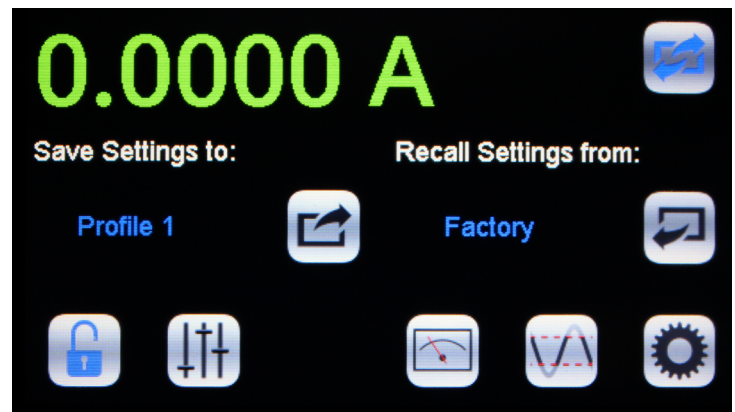 0.0000 A
Save Settings to:
Recall Settings from:
Profile 1
Factory